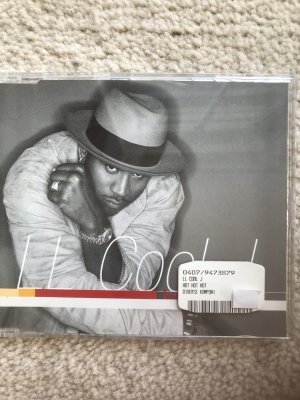 LL Cool J
0407/9473879
LL COOL J
HOT HOT HOT
DIVERSE KOMPONI